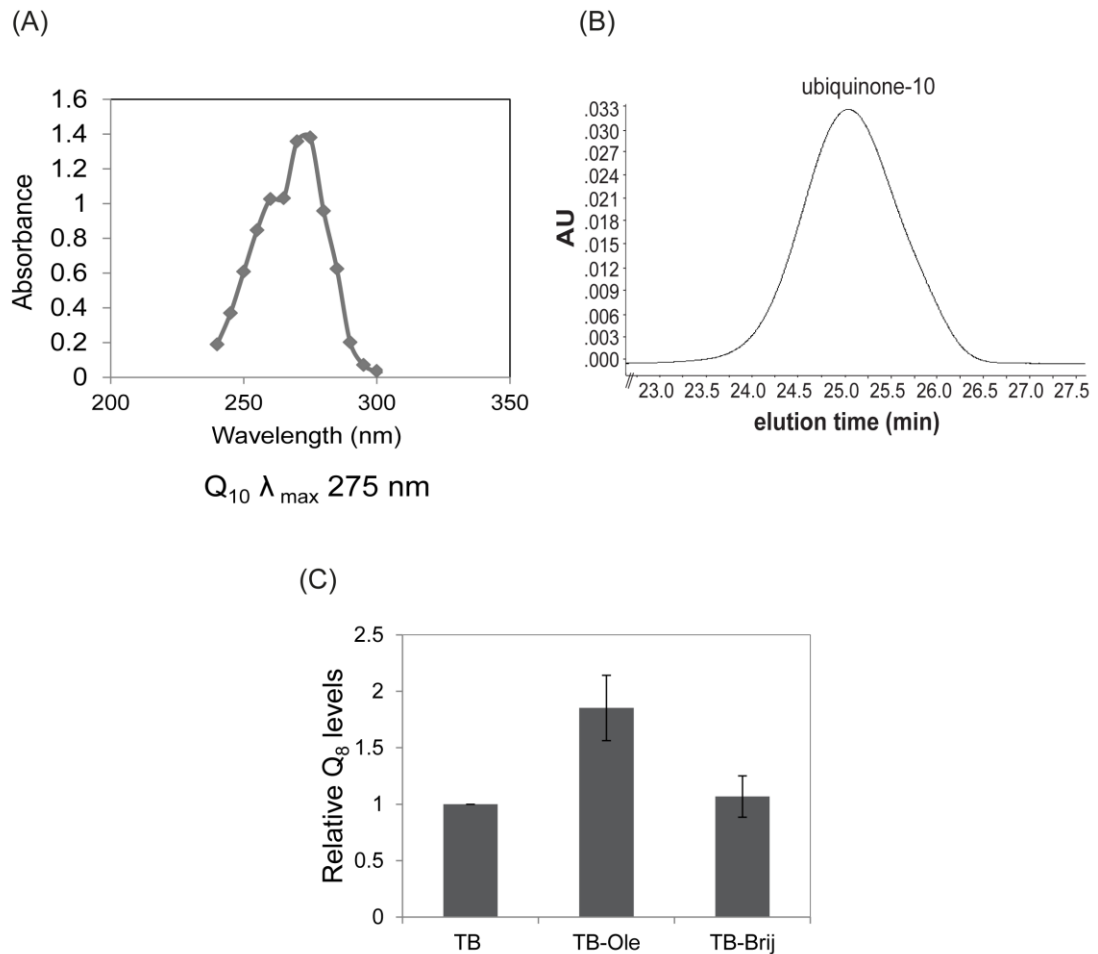 (A)
Absorbance
1.6
1.4
1.2
1
0.8
0.6
0.4
0.2
0
200 250 300 350
Wavelength (nm)
Q₁₀ λ max 275 nm
(B)
ubiquinone-10
AU
.033
.030
.027
.024
.021
.018
.015
.012
.009
.006
.003
.000
23.0 23.5 24.0 24.5 25.0 25.5 26.0 26.5 27.0 27.5
elution time (min)
(C)
Relative Q₈ levels
2.5
2
1.5
1
0.5
0
TB TB-Ole TB-Brij